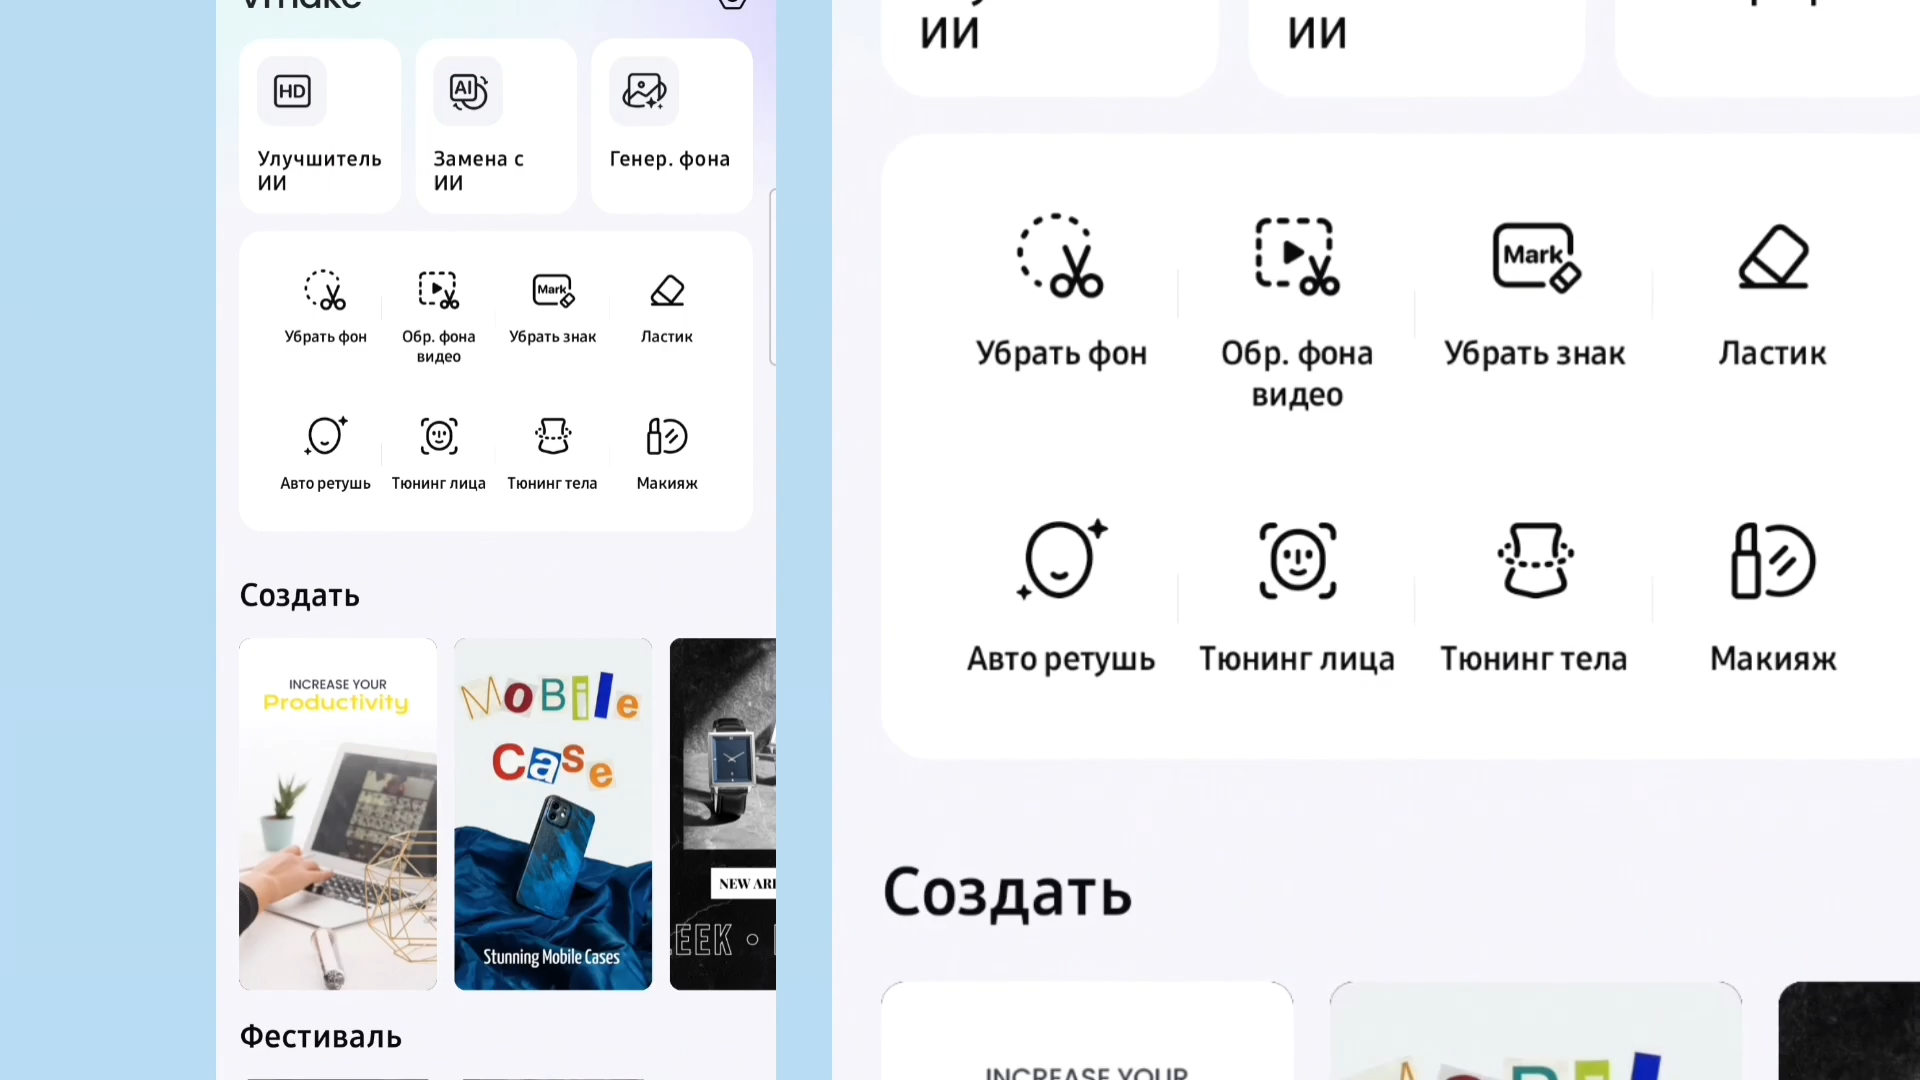 vmake
HD
AI
Улучшитель
ИИ
Замена с
ИИ
Генер. фона
Mark
Убрать фон
Обр. фона
видео
Убрать знак
Ластик
Авто ретушь
Тюнинг лица
Тюнинг тела
Макияж
Создать
INCREASE YOUR
Productivity
MoBile
Case
Stunning Mobile Cases
NEW ARR
EEK
Фестиваль
ИИ
ИИ
Mark
Убрать фон
Обр. фона
видео
Убрать знак
Ластик
Авто ретушь
Тюнинг лица
Тюнинг тела
Макияж
Создать
INCREASE YOUR